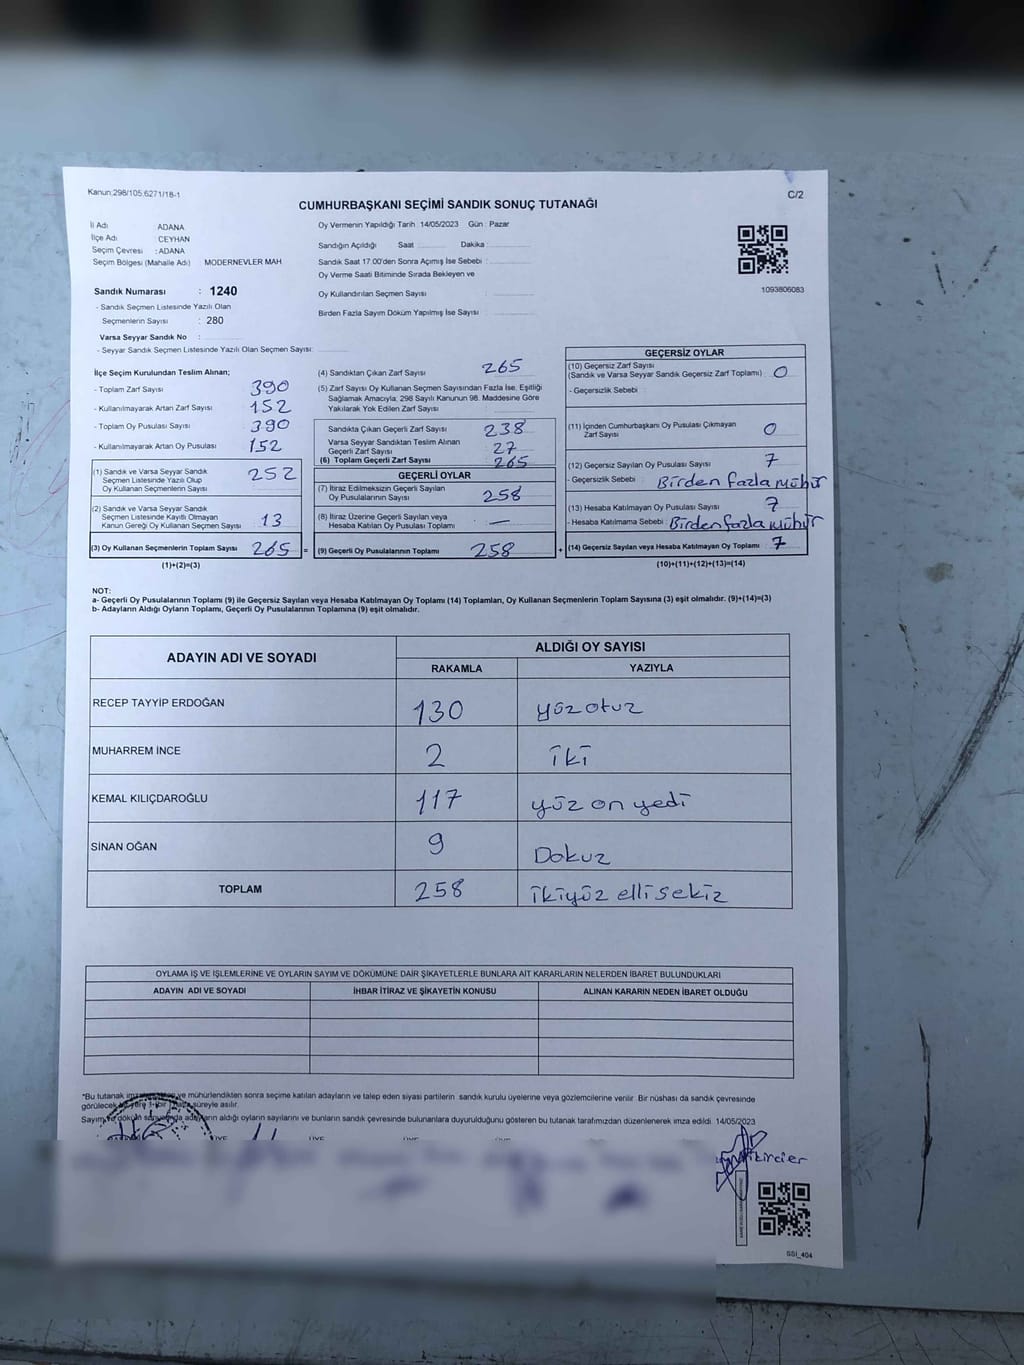 Kanun;298/105,6271/18-1
C/2
CUMHURBAŞKANI SEÇİMİ SANDIK SONUÇ TUTANAĞI
İl Adı ADANA
İlçe Adı CEYHAN
Seçim Çevresi : ADANA
Seçim Bölgesi (Mahalle Adı) MODERNEVLER MAH
Sandık Numarası : 1240
- Sandık Seçmen Listesinde Yazılı Olan
Seçmenlerin Sayısı : 280
Varsa Seyyar Sandık No :
- Seyyar Sandık Seçmen Listesinde Yazılı Olan Seçmen Sayısı:
Oy Vermenin Yapıldığı Tarih :14/05/2023 Gün : Pazar
Sandığın Açıldığı Saat Dakika
Sandık Saat 17.00'den Sonra Açımış İse Sebebi :
Oy Verme Saati Bitiminde Sırada Bekleyen ve
Oy Kullandırılan Seçmen Sayısı :
Birden Fazla Sayım Döküm Yapılmış İse Sayısı :
1093806083
İlçe Seçim Kurulundan Teslim Alınan;
- Toplam Zarf Sayısı 390
- Kullanılmayarak Artan Zarf Sayısı 152
- Toplam Oy Pusulası Sayısı 390
- Kullanılmayarak Artan Oy Pusulası 152
(1) Sandık ve Varsa Seyyar Sandık
Seçmen Listesinde Yazılı Olup
Oy Kullanan Seçmenlerin Sayısı 252
(2) Sandık ve Varsa Seyyar Sandık
Seçmen Listesinde Kayıtlı Olmayan
Kanun Gereği Oy Kullanan Seçmen Sayısı 13
(3) Oy Kullanan Seçmenlerin Toplam Sayısı 265 =
(1)+(2)=(3)
(4) Sandıktan Çıkan Zarf Sayısı 265
(5) Zarf Sayısı Oy Kullanan Seçmen Sayısından Fazla İse, Eşitliği
Sağlamak Amacıyla, 298 Sayılı Kanunun 98. Maddesine Göre
Yakılarak Yok Edilen Zarf Sayısı
Sandıkta Çıkan Geçerli Zarf Sayısı 238
Varsa Seyyar Sandıktan Teslim Alınan
Geçerli Zarf Sayısı 27
(6) Toplam Geçerli Zarf Sayısı 265
GEÇERLİ OYLAR
(7) İtiraz Edilmeksizin Geçerli Sayılan
Oy Pusulalarının Sayısı 258
(8) İtiraz Üzerine Geçerli Sayılan veya
Hesaba Katılan Oy Pusulası Toplamı —
(9) Geçerli Oy Pusulalarının Toplamı 258 +
GEÇERSİZ OYLAR
(10) Geçersiz Zarf Sayısı
(Sandık ve Varsa Seyyar Sandık Geçersiz Zarf Toplamı) : 0
- Geçersizlik Sebebi :
(11) İçinden Cumhurbaşkanı Oy Pusulası Çıkmayan
Zarf Sayısı 0
(12) Geçersiz Sayılan Oy Pusulası Sayısı 7
- Geçersizlik Sebebi : Birden fazla mühür
(13) Hesaba Katılmayan Oy Pusulası Sayısı 7
- Hesaba Katılmama Sebebi : Birden fazla mühür
(14) Geçersiz Sayılan veya Hesaba Katılmayan Oy Toplamı : 7
(10)+(11)+(12)+(13)=(14)
NOT:
a- Geçerli Oy Pusulalarının Toplamı (9) ile Geçersiz Sayılan veya Hesaba Katılmayan Oy Toplamı (14) Toplamları, Oy Kullanan Seçmenlerin Toplam Sayısına (3) eşit olmalıdır. (9)+(14)=(3)
b- Adayların Aldığı Oyların Toplamı, Geçerli Oy Pusulalarının Toplamına (9) eşit olmalıdır.
ADAYIN ADI VE SOYADI ALDIĞI OY SAYISI
RAKAMLA YAZIYLA
RECEP TAYYİP ERDOĞAN 130 yüz otuz
MUHARREM İNCE 2 iki
KEMAL KILIÇDAROĞLU 117 yüz on yedi
SİNAN OĞAN 9 Dokuz
TOPLAM 258 ikiyüz elli sekiz
OYLAMA İŞ VE İŞLEMLERİNE VE OYLARIN SAYIM VE DÖKÜMÜNE DAİR ŞİKAYETLERLE BUNLARA AİT KARARLARIN NELERDEN İBARET BULUNDUKLARI
ADAYIN ADI VE SOYADI İHBAR İTİRAZ VE ŞİKAYETİN KONUSU ALINAN KARARIN NEDEN İBARET OLDUĞU
*Bu tutanak ve mühürlendikten sonra seçime katılan adayların ve talep eden siyasi partilerin sandık kurulu üyelerine veya gözlemcilerine verilir. Bir nüshası da sandık çevresinde
görülecek bir yere 1-bir süreyle asılır.
Sayım ve döküm sonucunda adayların aldığı oyların sayılarını ve bunların sandık çevresinde bulunanlara duyurulduğunu gösteren bu tutanak tarafımızdan düzenlenerek imza edildi. 14/05/2023
SSI_404